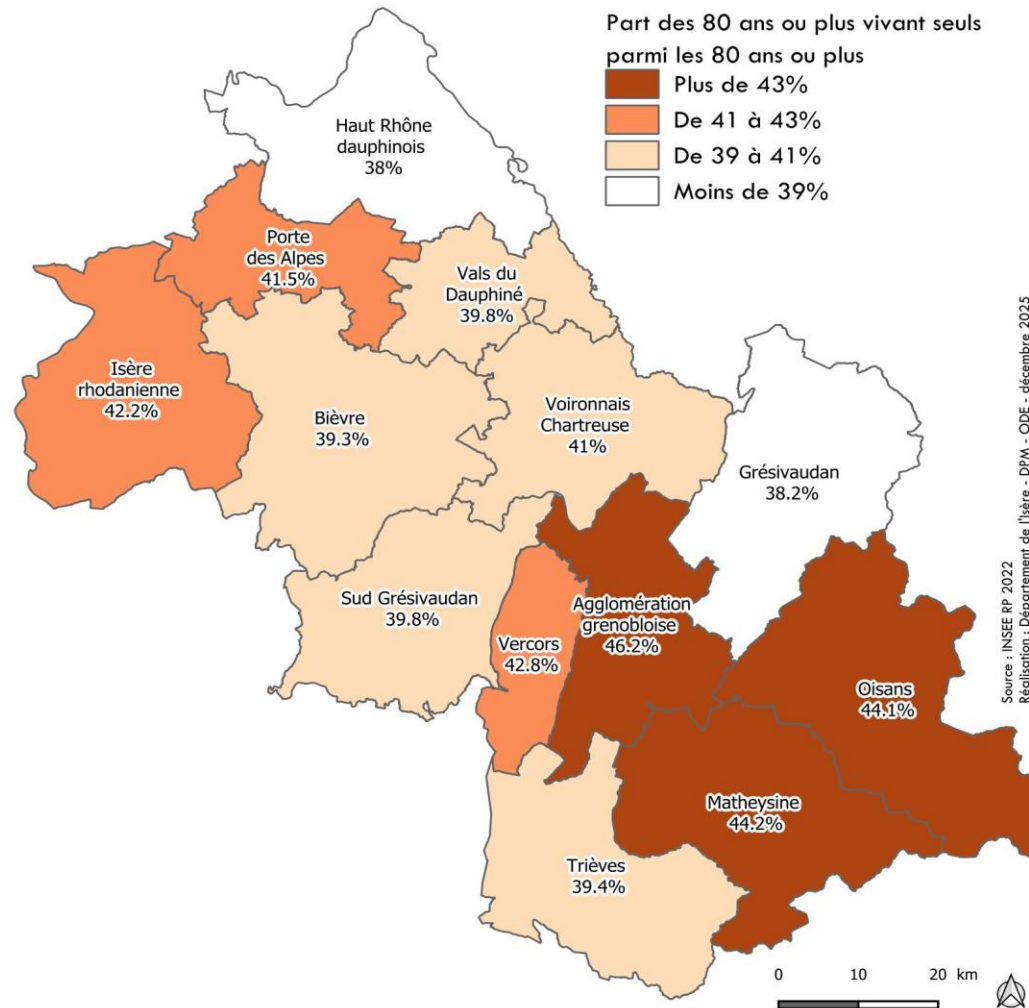 Part des 80 ans ou plus vivant seuls
parmi les 80 ans ou plus
Plus de 43%
De 41 à 43%
De 39 à 41%
Moins de 39%
Haut Rhône
dauphinois
38%
Porte
des Alpes
41.5%
Vals du
Dauphiné
39.8%
Isère
rhodanienne
42.2%
Bièvre
39.3%
Voironnais
Chartreuse
41%
Grésivaudan
38.2%
Sud Grésivaudan
39.8%
Vercors
42.8%
Agglomération
grenobloise
46.2%
Oisans
44.1%
Matheysine
44.2%
Trièves
39.4%
Source : INSEE RP 2022
Réalisation : Département de l'Isère - DPM - ODE - décembre 2025
0 10 20 km